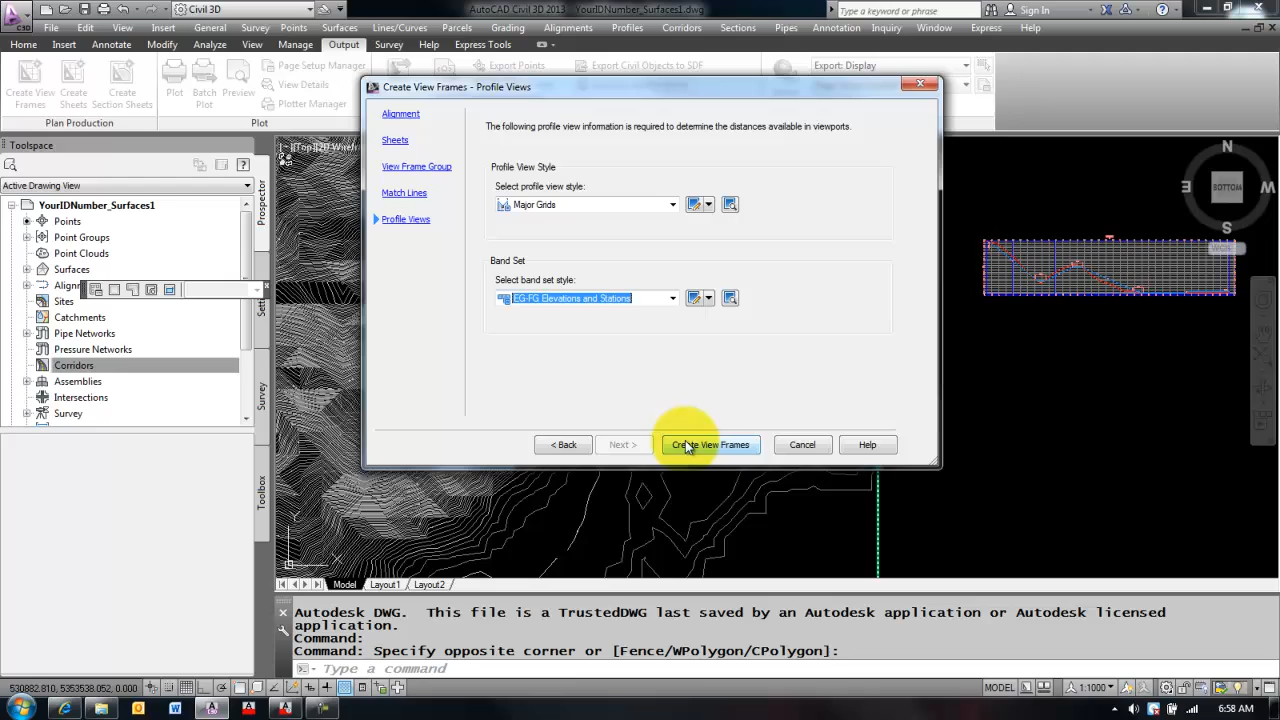 Civil 3D
AutoCAD Civil 3D 2013 - YourIDNumber_Surfaces1.dwg
Type a keyword or phrase
Sign In
C3D
File Edit View Insert General Survey Points Surfaces Lines/Curves Parcels Grading Alignments Profiles Corridors Sections Pipes Annotation Inquiry Window Express Help
Home Insert Annotate Modify Analyze View Manage Output Survey Help Express Tools
Create View Frames
Create Sheets
Create Section Sheets
Plan Production
Plot
Batch Plot
Preview
Page Setup Manager
View Details
Plotter Manager
Plot
Export Points
Export Civil Objects to SDF
Export: Display
Toolspace
Active Drawing View
YourIDNumber_Surfaces1
Points
Point Groups
Point Clouds
Surfaces
Sites
Catchments
Pipe Networks
Pressure Networks
Corridors
Assemblies
Intersections
Survey
Prospector
Survey
Toolbox
Create View Frames - Profile Views
Alignment
Sheets
View Frame Group
Match Lines
Profile Views
The following profile view information is required to determine the distances available in viewports.
Profile View Style
Select profile view style:
Major Grids
Band Set
Select band set style:
EG-FG Elevations and Stations
< Back
Next >
Create View Frames
Cancel
Help
N
W
E
BOTTOM
S
WCS
Y
X
Model Layout1 Layout2
Autodesk DWG. This file is a TrustedDWG last saved by an Autodesk application or Autodesk licensed
application.
Command:
Command: Specify opposite corner or [Fence/WPolygon/CPolygon]:
Type a command
530882.810, 5353538.052, 0.000
MODEL
1:1000
6:58 AM